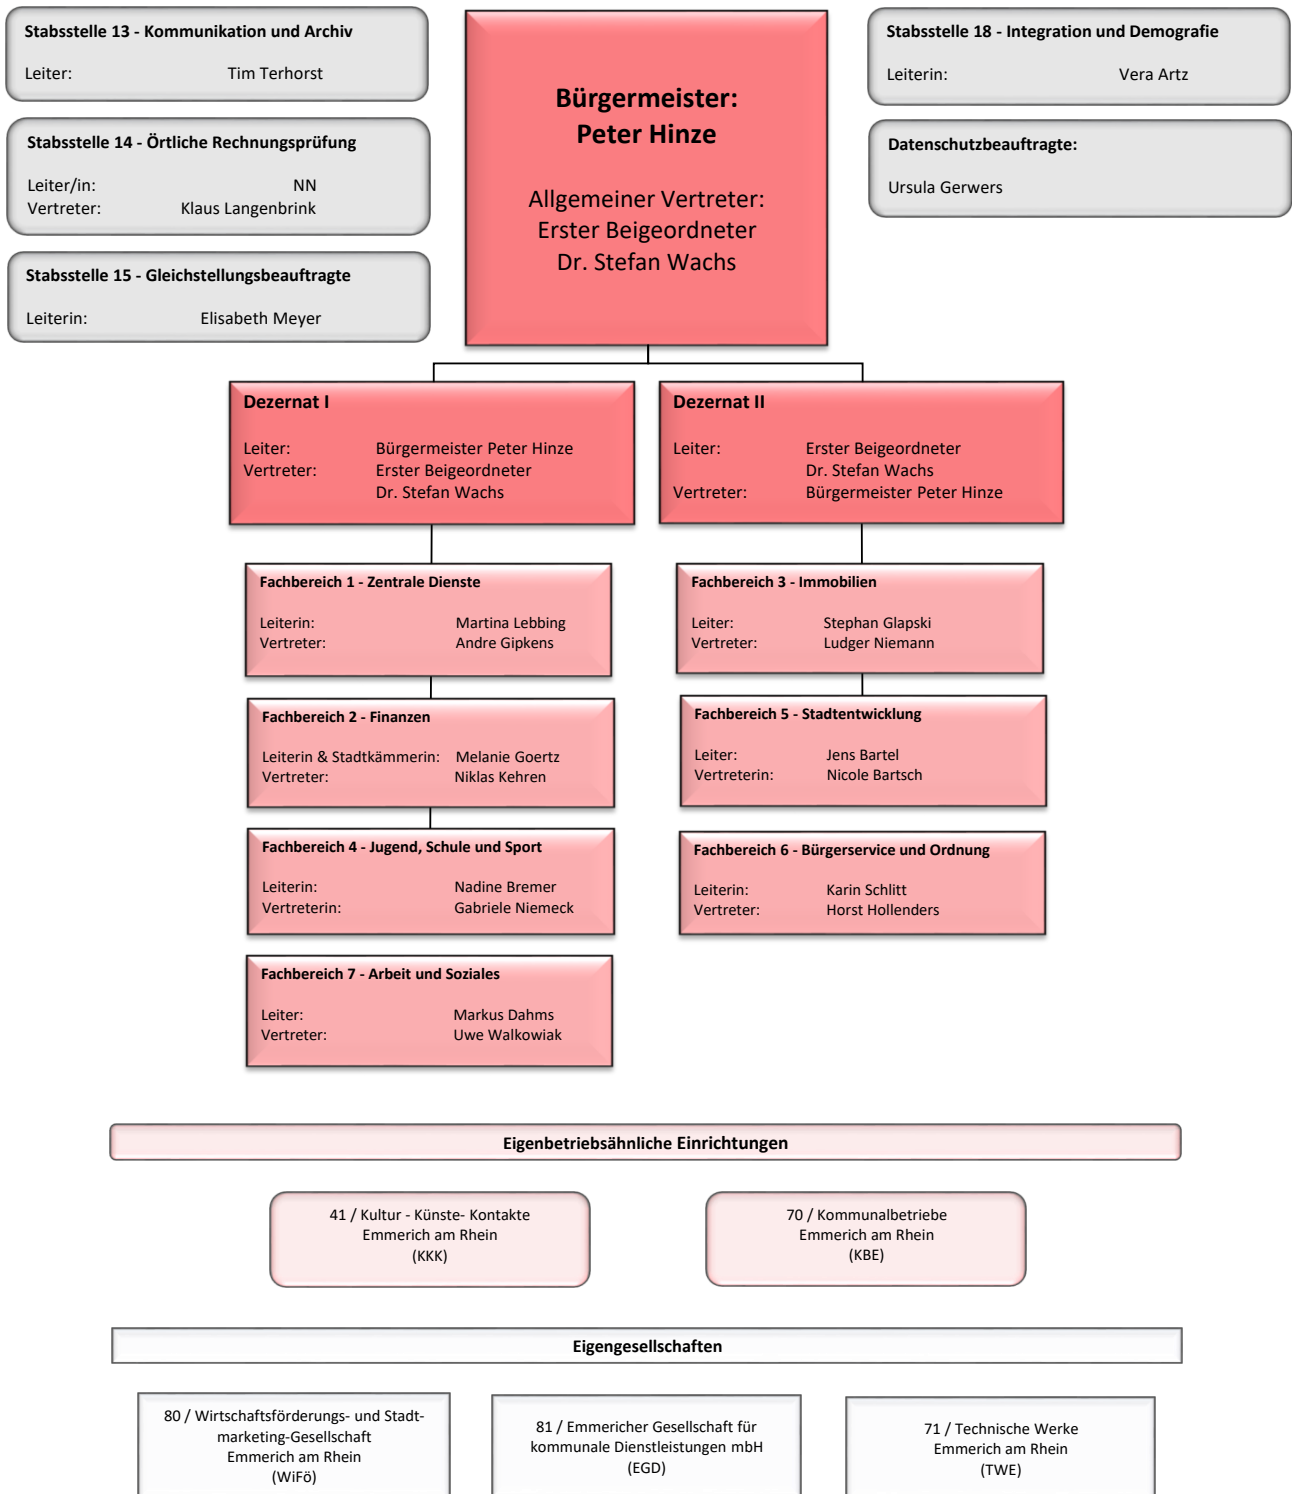 Stabsstelle 13 - Kommunikation und Archiv
Leiter: Tim Terhorst
Stabsstelle 14 - Örtliche Rechnungsprüfung
Leiter/in: NN
Vertreter: Klaus Langenbrink
Stabsstelle 15 - Gleichstellungsbeauftragte
Leiterin: Elisabeth Meyer
Bürgermeister:
Peter Hinze
Allgemeiner Vertreter:
Erster Beigeordneter
Dr. Stefan Wachs
Stabsstelle 18 - Integration und Demografie
Leiterin: Vera Artz
Datenschutzbeauftragte:
Ursula Gerwers
Dezernat I
Leiter: Bürgermeister Peter Hinze
Vertreter: Erster Beigeordneter
Dr. Stefan Wachs
Dezernat II
Leiter: Erster Beigeordneter
Dr. Stefan Wachs
Vertreter: Bürgermeister Peter Hinze
Fachbereich 1 - Zentrale Dienste
Leiterin: Martina Lebbing
Vertreter: Andre Gipkens
Fachbereich 2 - Finanzen
Leiterin & Stadtkämmerin: Melanie Goertz
Vertreter: Niklas Kehren
Fachbereich 4 - Jugend, Schule und Sport
Leiterin: Nadine Bremer
Vertreterin: Gabriele Niemeck
Fachbereich 7 - Arbeit und Soziales
Leiter: Markus Dahms
Vertreter: Uwe Walkowiak
Fachbereich 3 - Immobilien
Leiter: Stephan Glapski
Vertreter: Ludger Niemann
Fachbereich 5 - Stadtentwicklung
Leiter: Jens Bartel
Vertreterin: Nicole Bartsch
Fachbereich 6 - Bürgerservice und Ordnung
Leiterin: Karin Schlitt
Vertreter: Horst Hollenders
Eigenbetriebsähnliche Einrichtungen
41 / Kultur - Künste- Kontakte
Emmerich am Rhein
(KKK)
70 / Kommunalbetriebe
Emmerich am Rhein
(KBE)
Eigengesellschaften
80 / Wirtschaftsförderungs- und Stadt-
marketing-Gesellschaft
Emmerich am Rhein
(WiFö)
81 / Emmericher Gesellschaft für
kommunale Dienstleistungen mbH
(EGD)
71 / Technische Werke
Emmerich am Rhein
(TWE)